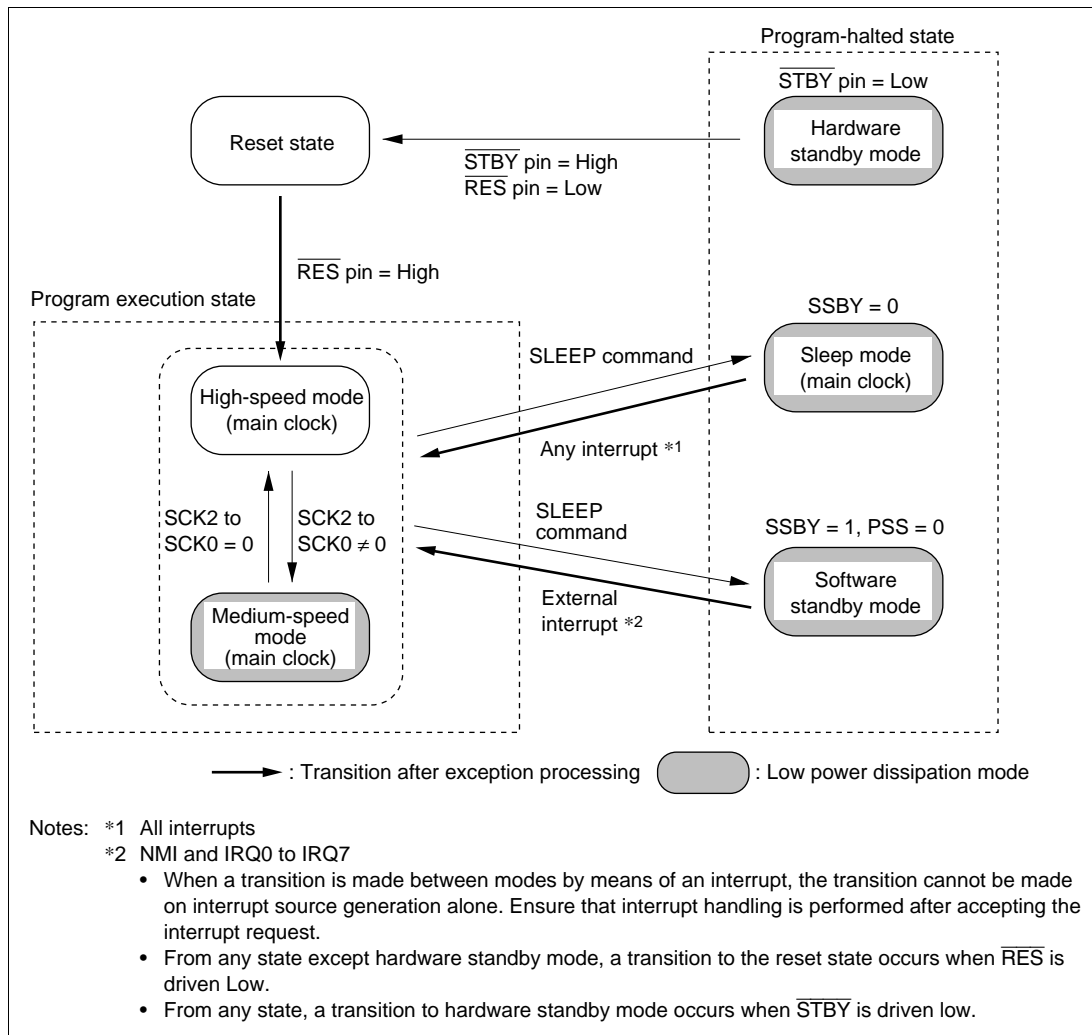 Program-halted state
STBY pin = Low
Hardware
standby mode
Reset state
STBY pin = High
RES pin = Low
RES pin = High
Program execution state
SSBY = 0
Sleep mode
(main clock)
SLEEP command
High-speed mode
(main clock)
Any interrupt *1
SCK2 to
SCK0 = 0
SCK2 to
SCK0 ≠ 0
SLEEP
command
SSBY = 1, PSS = 0
Software
standby mode
External
interrupt *2
Medium-speed
mode
(main clock)
: Transition after exception processing
: Low power dissipation mode
Notes: *1 All interrupts
*2 NMI and IRQ0 to IRQ7
• When a transition is made between modes by means of an interrupt, the transition cannot be made
on interrupt source generation alone. Ensure that interrupt handling is performed after accepting the
interrupt request.
• From any state except hardware standby mode, a transition to the reset state occurs when RES is
driven Low.
• From any state, a transition to hardware standby mode occurs when STBY is driven low.